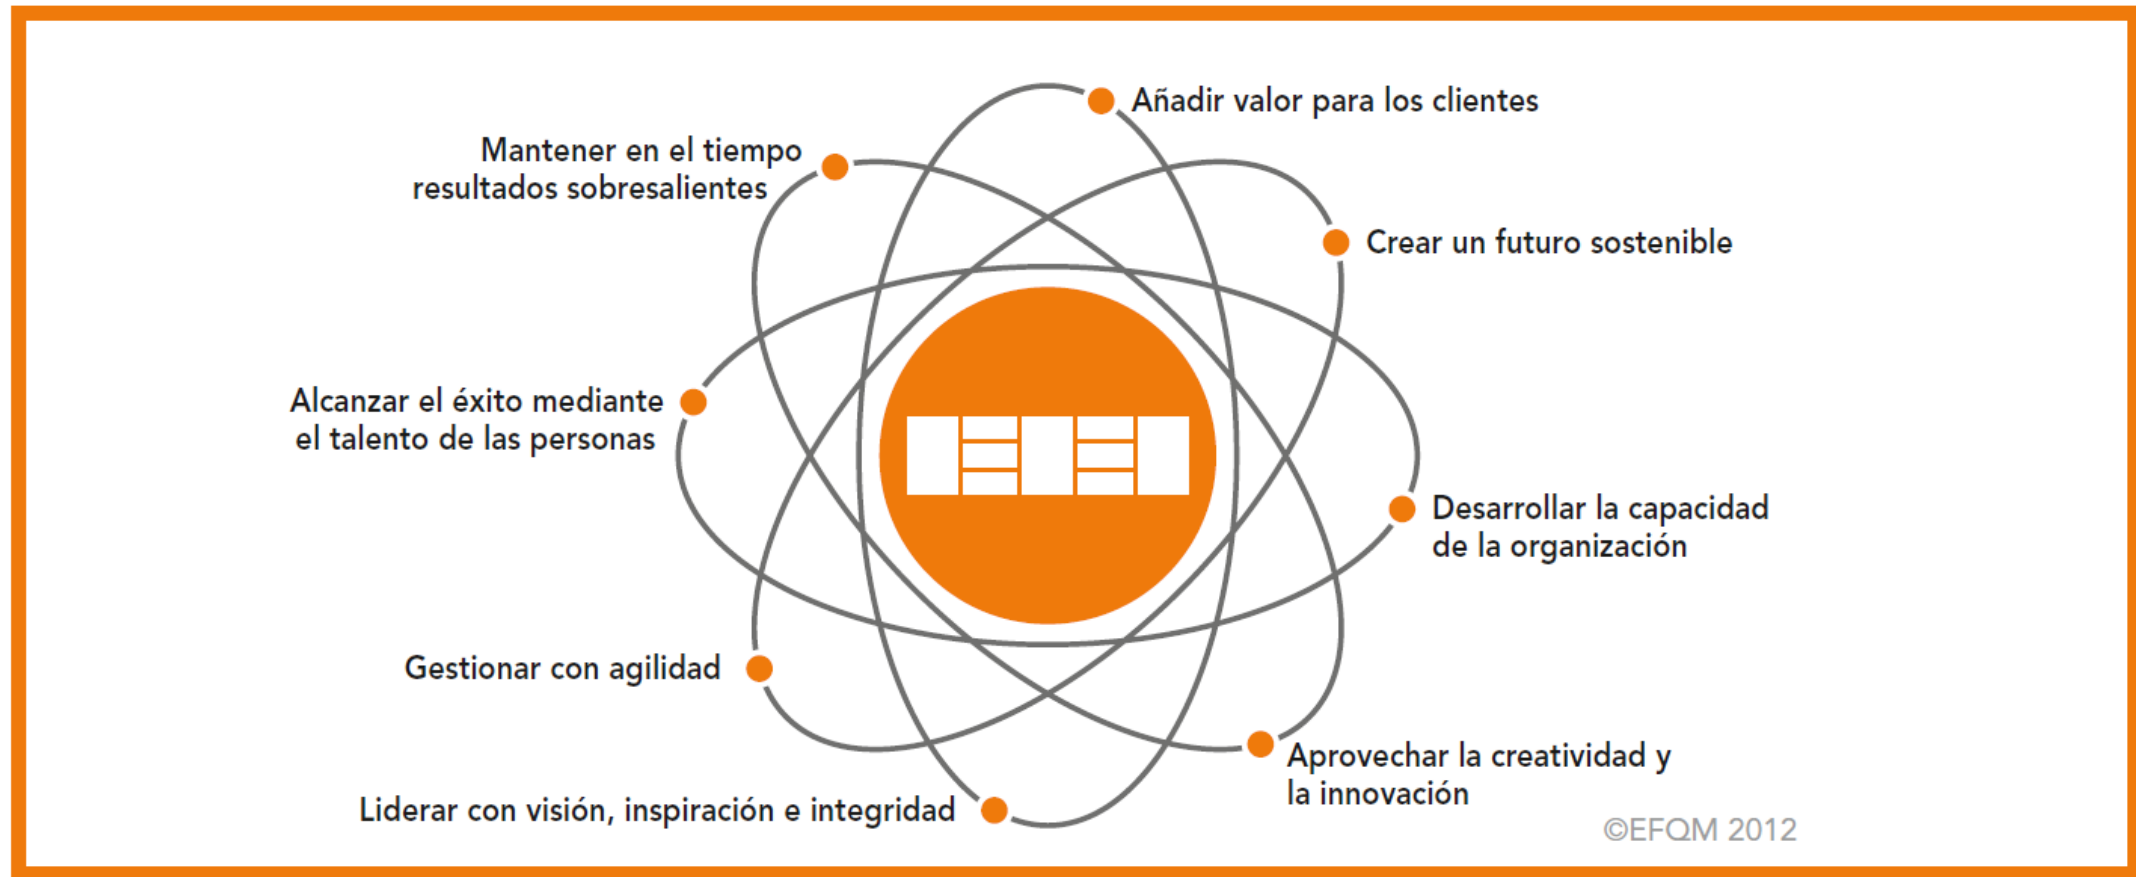 Añadir valor para los clientes
Mantener en el tiempo
resultados sobresalientes
Crear un futuro sostenible
Alcanzar el éxito mediante
el talento de las personas
Desarrollar la capacidad
de la organización
Gestionar con agilidad
Aprovechar la creatividad y
la innovación
Liderar con visión, inspiración e integridad
©EFQM 2012